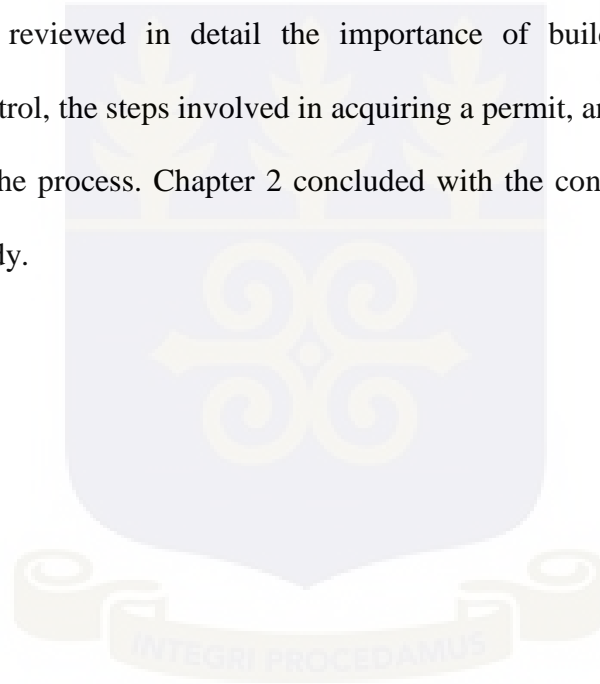 reviewed in detail the importance of buil
trol, the steps involved in acquiring a permit, a
he process. Chapter 2 concluded with the con
dy.
INTEGRI PROCEDAMUS